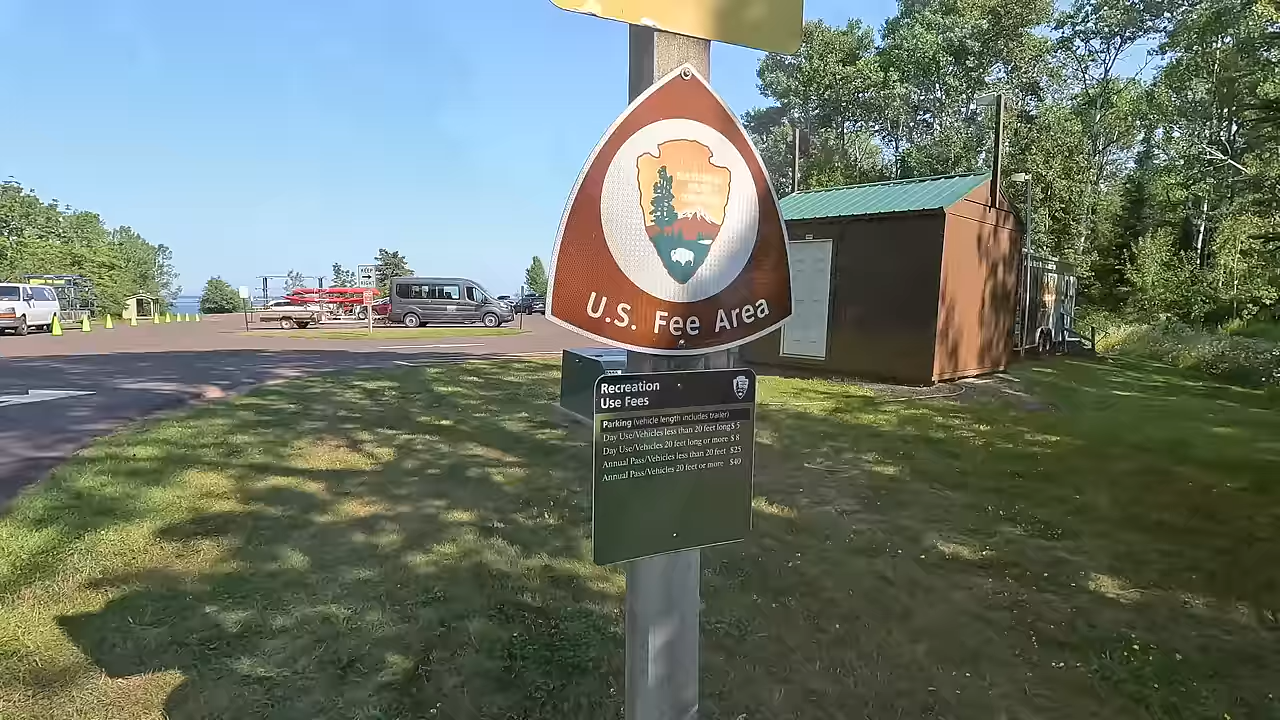 U.S. Fee Area
Recreation
Use Fees
Parking (vehicle length includes trailer)
Day Use/Vehicles less than 20 feet long $ 5
Day Use/Vehicles 20 feet long or more $ 8
Annual Pass/Vehicles less than 20 feet $25
Annual Pass/Vehicles 20 feet or more $40
KEEP
RIGHT